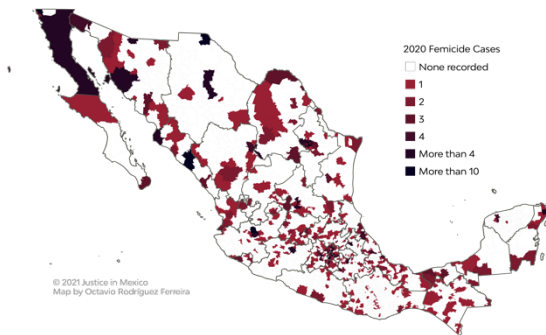 2020 Femicide Cases
None recorded
1
2
3
4
More than 4
More than 10
© 2021 Justice in Mexico
Map by Octavio Rodríguez Ferreira